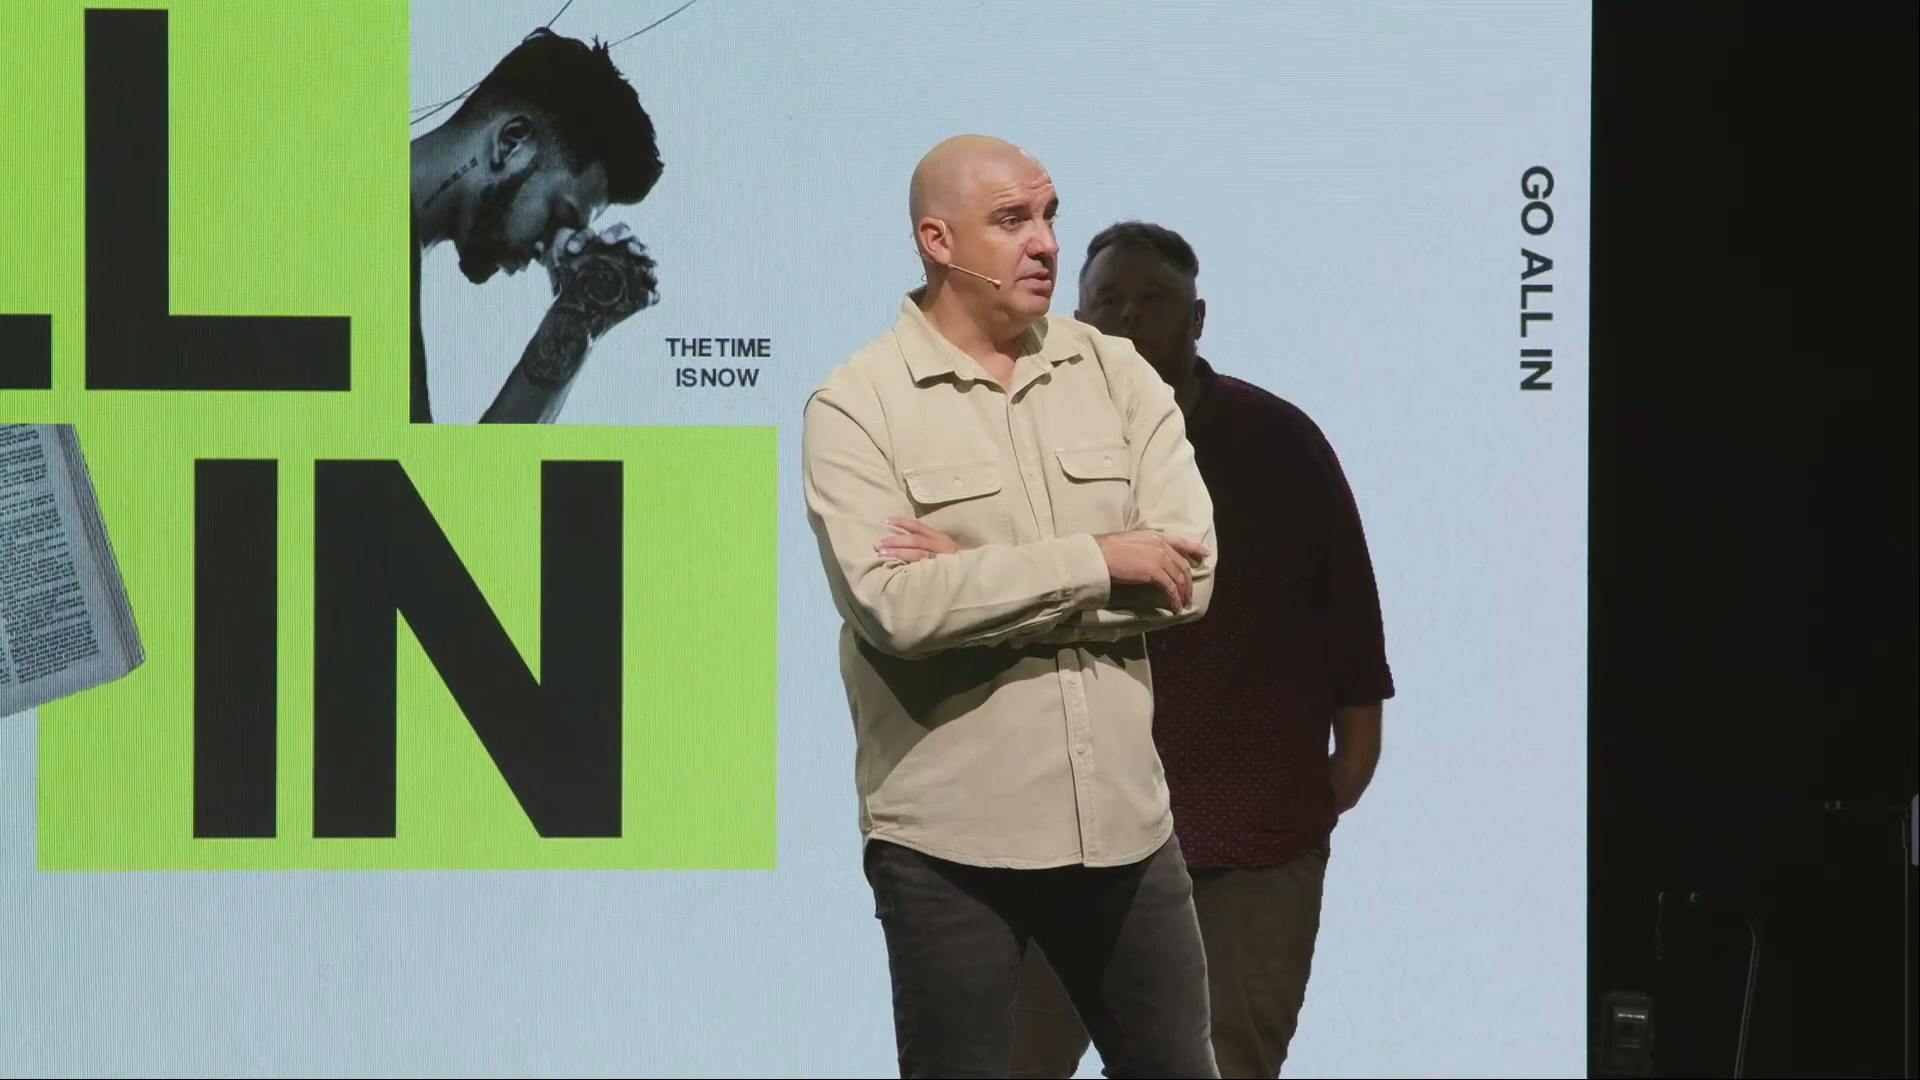 LL
THE TIME
IS NOW
IN
GO ALL IN